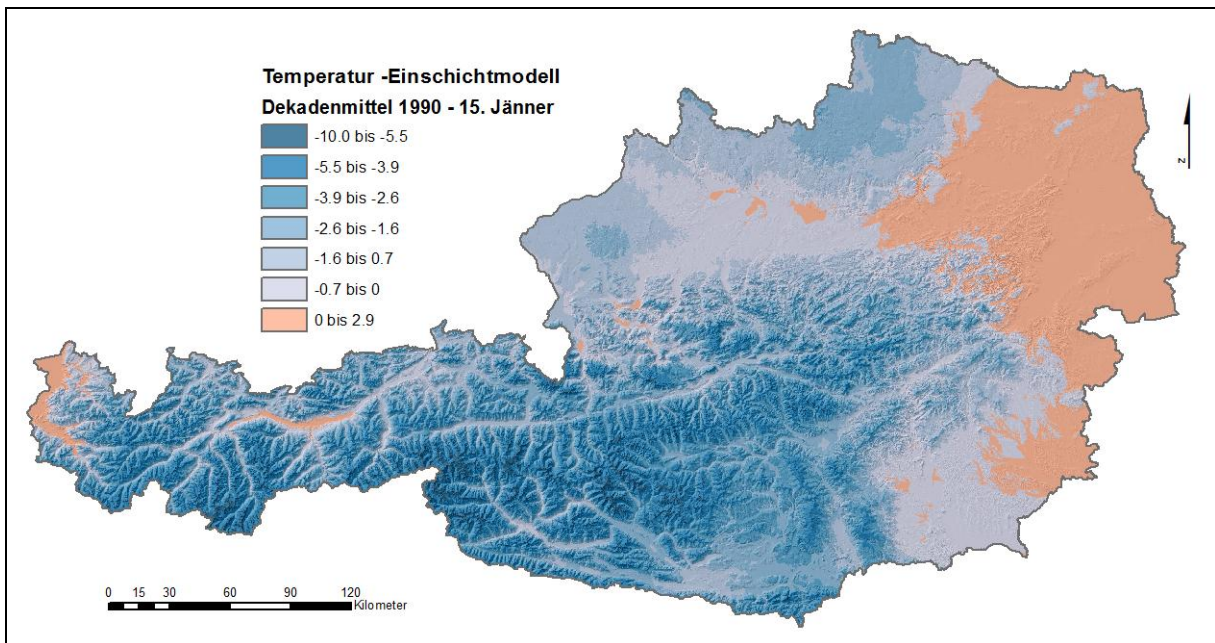 Temperatur -Einschichtmodell
Dekadenmittel 1990 - 15. Jänner
-10.0 bis -5.5
-5.5 bis -3.9
-3.9 bis -2.6
-2.6 bis -1.6
-1.6 bis 0.7
-0.7 bis 0
0 bis 2.9
N
0 15 30 60 90 120
Kilometer